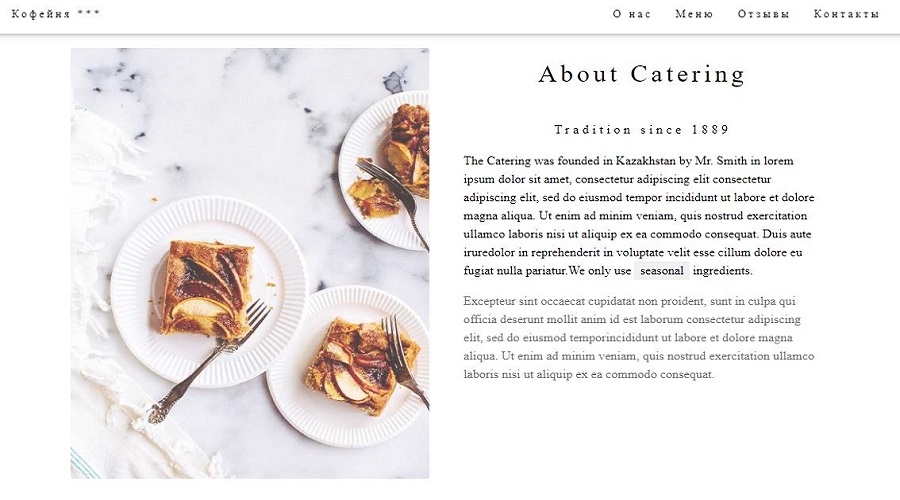 Кофейня ***
О нас Меню Отзывы Контакты
About Catering
Tradition since 1889
The Catering was founded in Kazakhstan by Mr. Smith in lorem
ipsum dolor sit amet, consectetur adipiscing elit consectetur
adipiscing elit, sed do eiusmod tempor incididunt ut labore et dolore
magna aliqua. Ut enim ad minim veniam, quis nostrud exercitation
ullamco laboris nisi ut aliquip ex ea commodo consequat. Duis aute
iruredolor in reprehenderit in voluptate velit esse cillum dolore eu
fugiat nulla pariatur.We only use seasonal ingredients.
Excepteur sint occaecat cupidatat non proident, sunt in culpa qui
officia deserunt mollit anim id est laborum consectetur adipiscing
elit, sed do eiusmod temporincididunt ut labore et dolore magna
aliqua. Ut enim ad minim veniam, quis nostrud exercitation ullamco
laboris nisi ut aliquip ex ea commodo consequat.